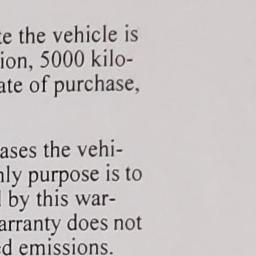 the vehicle is
ion, 5000 kilo-
ate of purchase,
ases the vehi-
nly purpose is to
by this war-
arranty does not
d emissions.